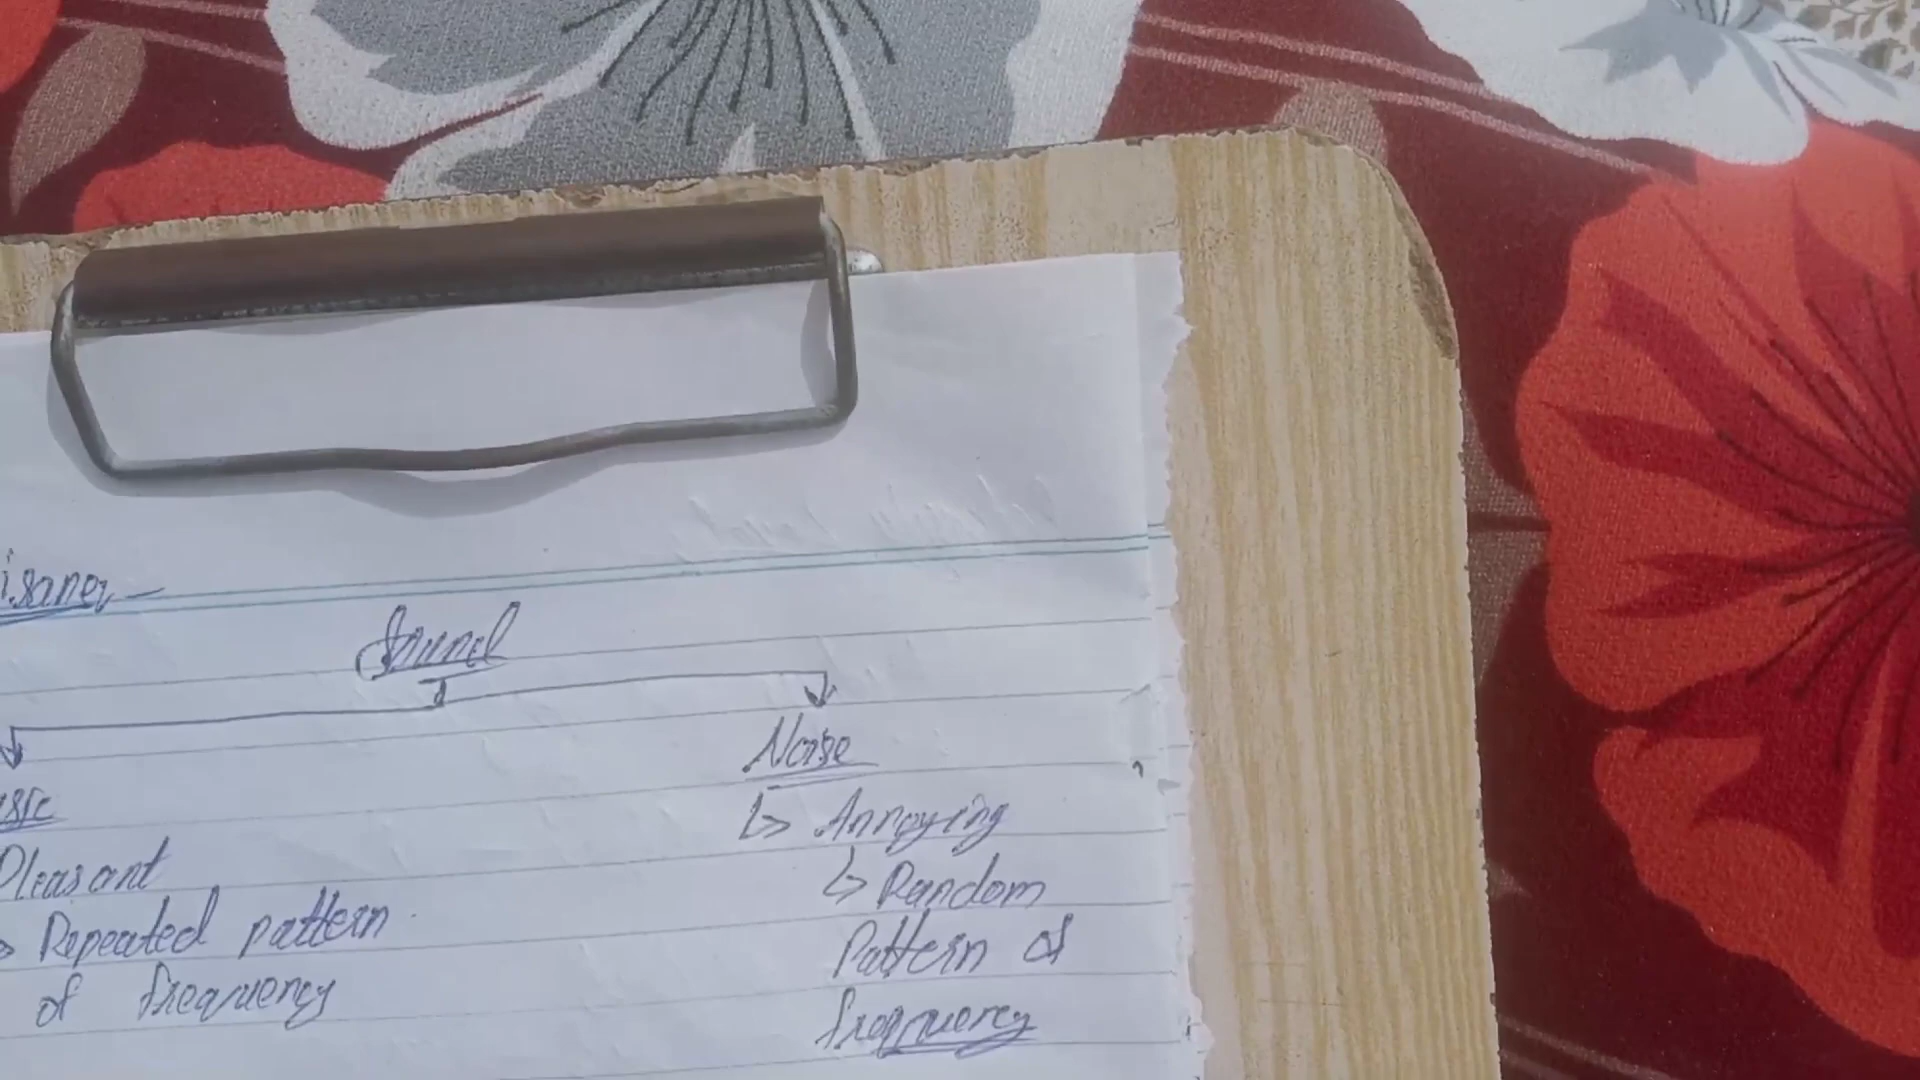 Sound
Noise
Annoying
Pleasant
Random
Repeated pattern
Pattern of
of frequency
frequency